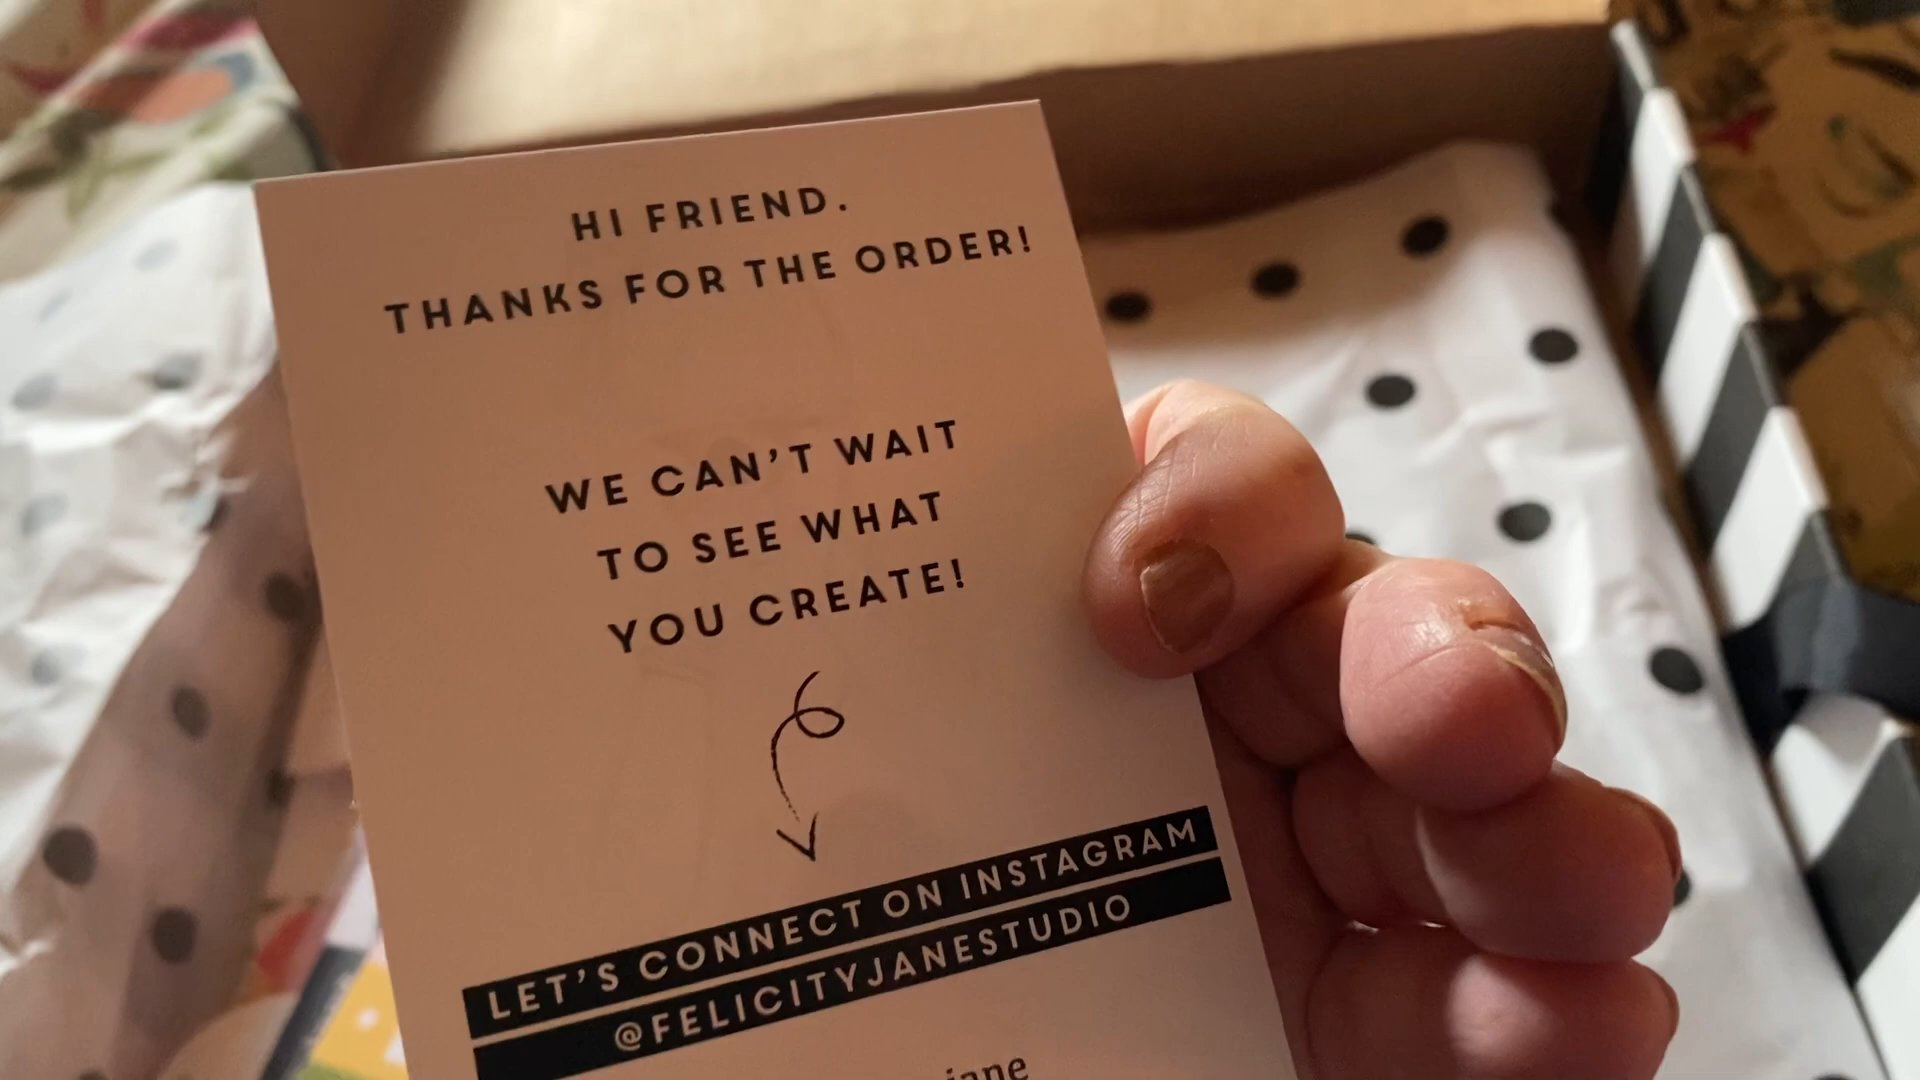 HI FRIEND.
THANKS FOR THE ORDER!
WE CAN'T WAIT
TO SEE WHAT
YOU CREATE!
LET'S CONNECT ON INSTAGRAM
@FELICITYJANESTUDIO
jane